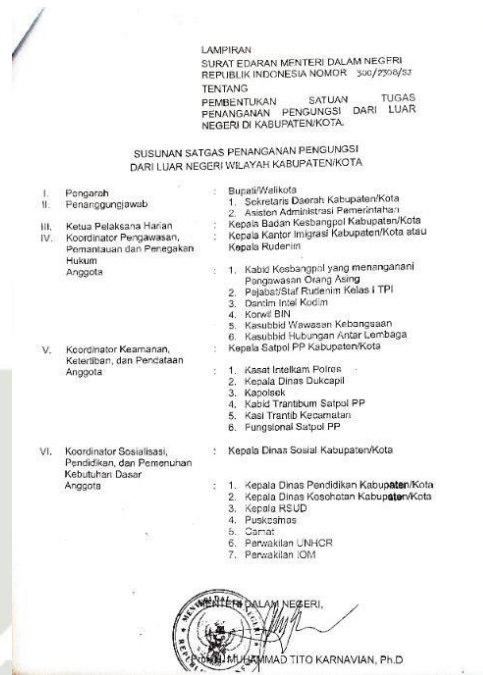 LAMPIRAN
SURAT EDARAN MENTERI DALAM NEGERI
REPUBLIK INDONESIA NOMOR 300/2308/SJ
TENTANG
PEMBENTUKAN SATUAN TUGAS
PENANGANAN PENGUNGSI DARI LUAR
NEGERI DI KABUPATEN/KOTA.
SUSUNAN SATGAS PENANGANAN PENGUNGSI
DARI LUAR NEGERI WILAYAH KABUPATEN/KOTA
I. Pengarah : Bupati/Walikota
II. Penanggungjawab : 1. Sekretaris Daerah Kabupaten/Kota
2. Asisten Administrasi Pemerintahan
III. Ketua Pelaksana Harian : Kepala Badan Kesbangpol Kabupaten/Kota
IV. Koordinator Pengawasan, : Kepala Kantor Imigrasi Kabupaten/Kota atau
Pemantauan dan Penegakan Kepala Rudenim
Hukum
Anggota : 1. Kabid Kesbangpol yang menangani
Pengawasan Orang Asing
2. Pejabat/Staf Rudenim Kelas I TPI
3. Dantim Intel Kodim
4. Korwil BIN
5. Kasubbid Wawasan Kebangsaan
6. Kasubbid Hubungan Antar Lembaga
V. Koordinator Keamanan, : Kepala Satpol PP Kabupaten/Kota
Ketertiban, dan Pendataan
Anggota : 1. Kasat Intelkam Polres
2. Kepala Dinas Dukcapil
3. Kapolsek
4. Kabid Trantibum Satpol PP
5. Kasi Trantib Kecamatan
6. Fungsional Satpol PP
VI. Koordinator Sosialisasi, : Kepala Dinas Sosial Kabupaten/Kota
Pendidikan, dan Pemenuhan
Kebutuhan Dasar
Anggota : 1. Kepala Dinas Pendidikan Kabupaten/Kota
2. Kepala Dinas Kesehatan Kabupaten/Kota
3. Kepala RSUD
4. Puskesmas
5. Camat
6. Perwakilan UNHCR
7. Perwakilan IOM
MENTERI DALAM NEGERI,
MUHAMMAD TITO KARNAVIAN, Ph.D